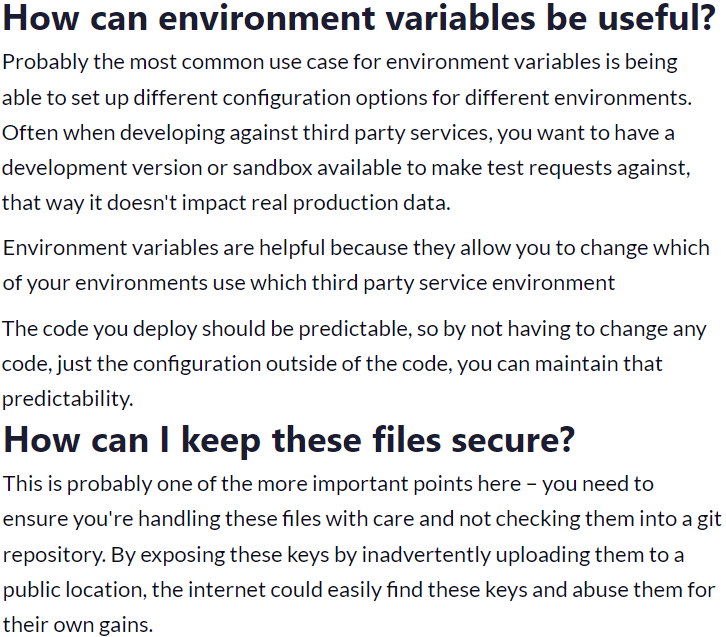 How can environment variables be useful?
Probably the most common use case for environment variables is being
able to set up different configuration options for different environments.
Often when developing against third party services, you want to have a
development version or sandbox available to make test requests against,
that way it doesn't impact real production data.
Environment variables are helpful because they allow you to change which
of your environments use which third party service environment
The code you deploy should be predictable, so by not having to change any
code, just the configuration outside of the code, you can maintain that
predictability.
How can I keep these files secure?
This is probably one of the more important points here – you need to
ensure you're handling these files with care and not checking them into a git
repository. By exposing these keys by inadvertently uploading them to a
public location, the internet could easily find these keys and abuse them for
their own gains.